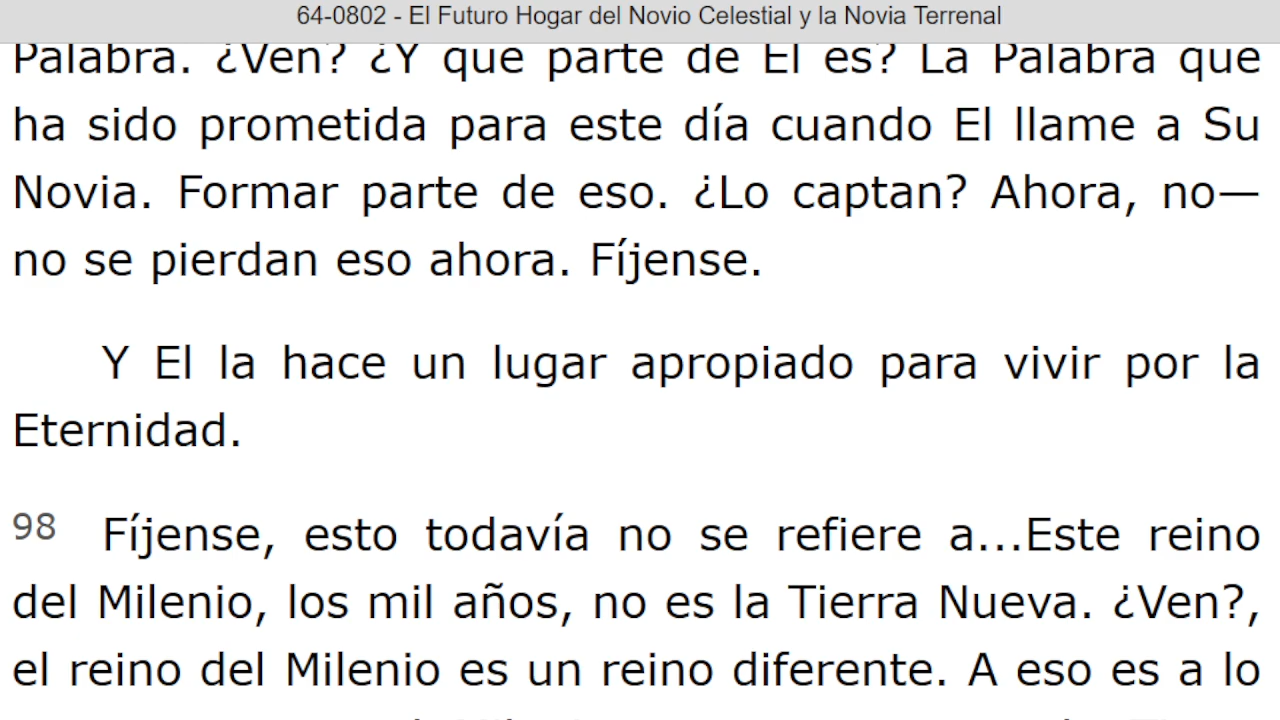 64-0802 - El Futuro Hogar del Novio Celestial y la Novia Terrenal
Palabra. ¿Ven? ¿Y qué parte de El es? La Palabra que
ha sido prometida para este día cuando El llame a Su
Novia. Formar parte de eso. ¿Lo captan? Ahora, no—
no se pierdan eso ahora. Fíjense.
Y El la hace un lugar apropiado para vivir por la
Eternidad.
98 Fíjense, esto todavía no se refiere a...Este reino
del Milenio, los mil años, no es la Tierra Nueva. ¿Ven?,
el reino del Milenio es un reino diferente. A eso es a lo